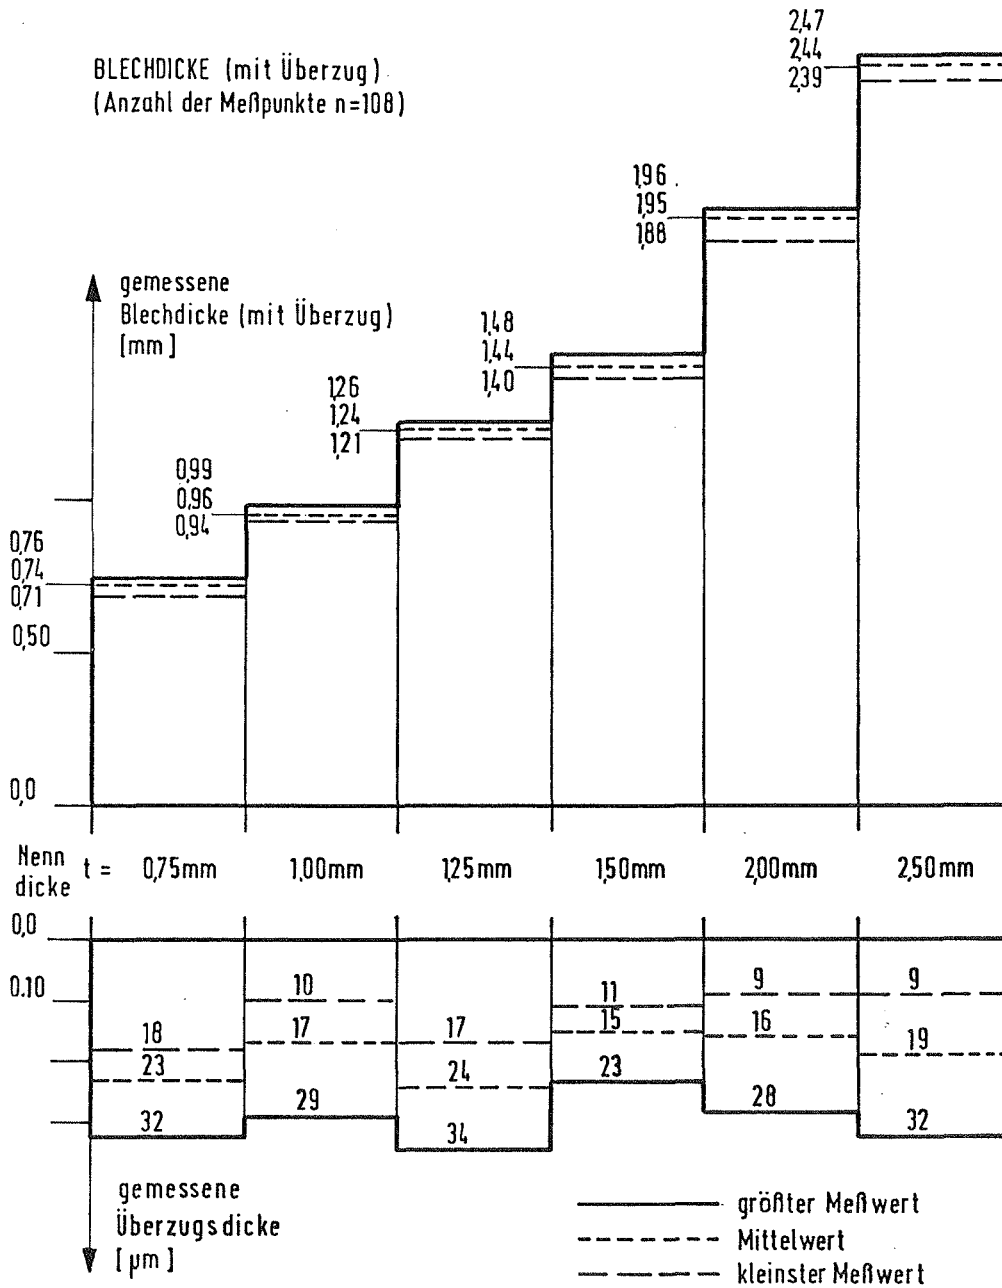 BLECHDICKE (mit Überzug)
(Anzahl der Meßpunkte n=108)
2,47
2,44
2,39
1,96
1,95
1,88
gemessene
Blechdicke (mit Überzug)
[mm]
1,48
1,44
1,40
1,26
1,24
1,21
0,99
0,96
0,94
0,76
0,74
0,71
0,50
0,0
Nenn
dicke
t = 0,75mm 1,00mm 1,25mm 1,50mm 2,00mm 2,50mm
0,0
0.10
10 11 9 9
18 17 17 15 16 19
23 24 23
32 29 34 28 32
gemessene
Überzugsdicke
[µm]
größter Meßwert
Mittelwert
kleinster Meßwert